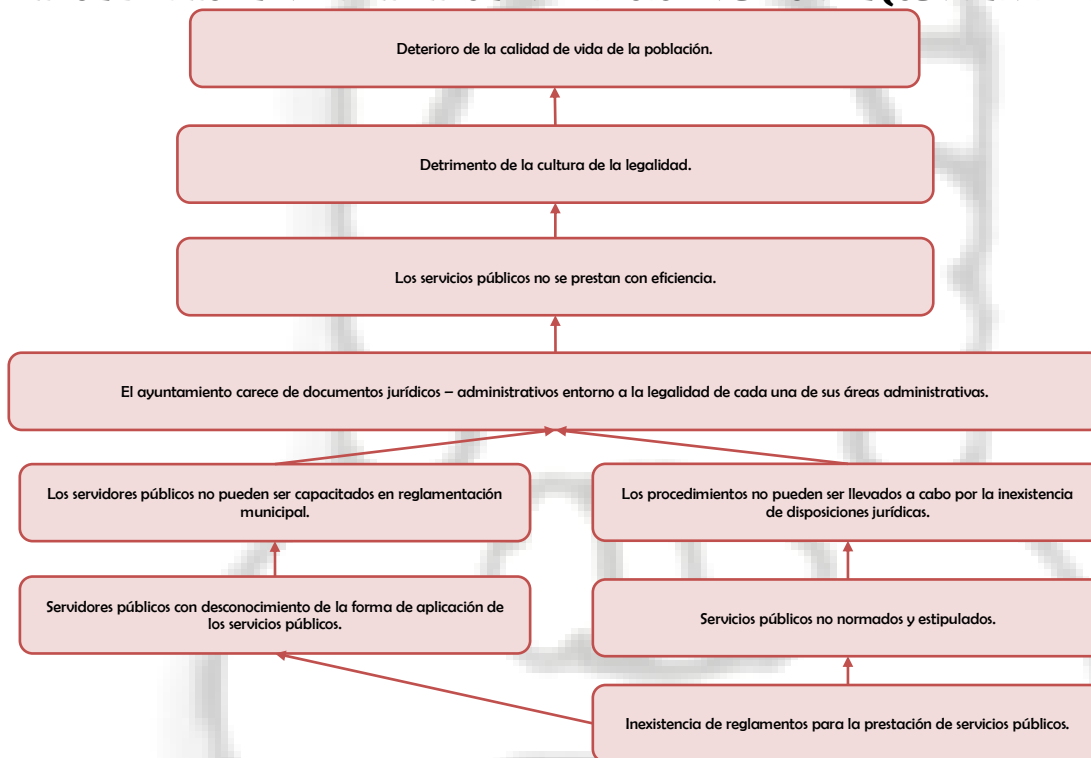 Deterioro de la calidad de vida de la población.
Detrimento de la cultura de la legalidad.
Los servicios públicos no se prestan con eficiencia.
El ayuntamiento carece de documentos jurídicos – administrativos entorno a la legalidad de cada una de sus áreas administrativas.
Los servidores públicos no pueden ser capacitados en reglamentación
municipal.
Los procedimientos no pueden ser llevados a cabo por la inexistencia
de disposiciones jurídicas.
Servidores públicos con desconocimiento de la forma de aplicación de
los servicios públicos.
Servicios públicos no normados y estipulados.
Inexistencia de reglamentos para la prestación de servicios públicos.